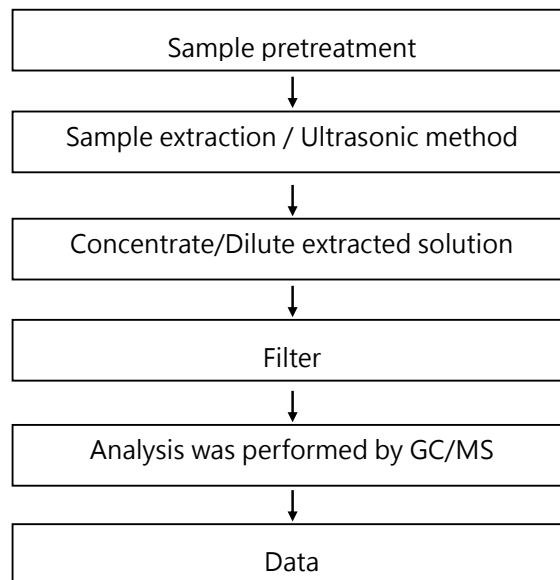 Sample pretreatment
Sample extraction / Ultrasonic method
Concentrate/Dilute extracted solution
Filter
Analysis was performed by GC/MS
Data